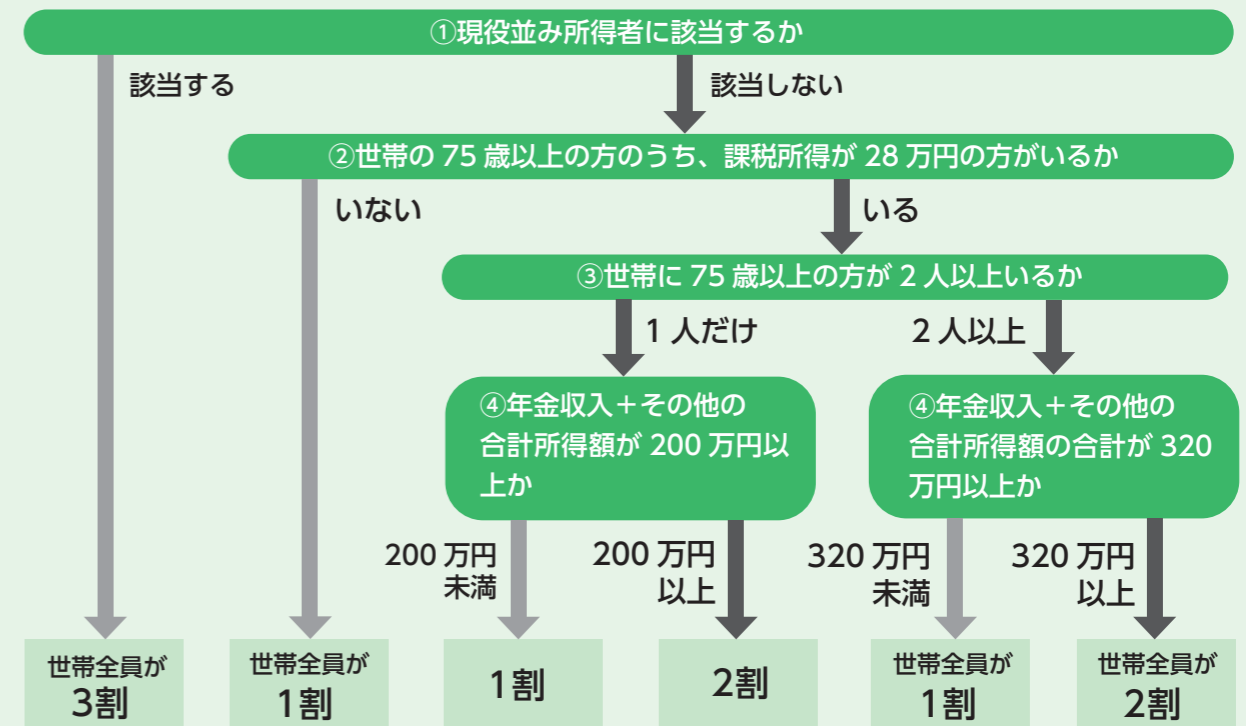 ①現役並み所得者に該当するか
該当する
該当しない
②世帯の 75 歳以上の方のうち、課税所得が 28 万円の方がいるか
いない
いる
③世帯に 75 歳以上の方が 2 人以上いるか
1 人だけ
2 人以上
④年金収入＋その他の
合計所得額が 200 万円以
上か
④年金収入＋その他の
合計所得額の合計が 320
万円以上か
200 万円
未満
200 万円
以上
320 万円
未満
320 万円
以上
世帯全員が
3割
世帯全員が
1割
1割
2割
世帯全員が
1割
世帯全員が
2割